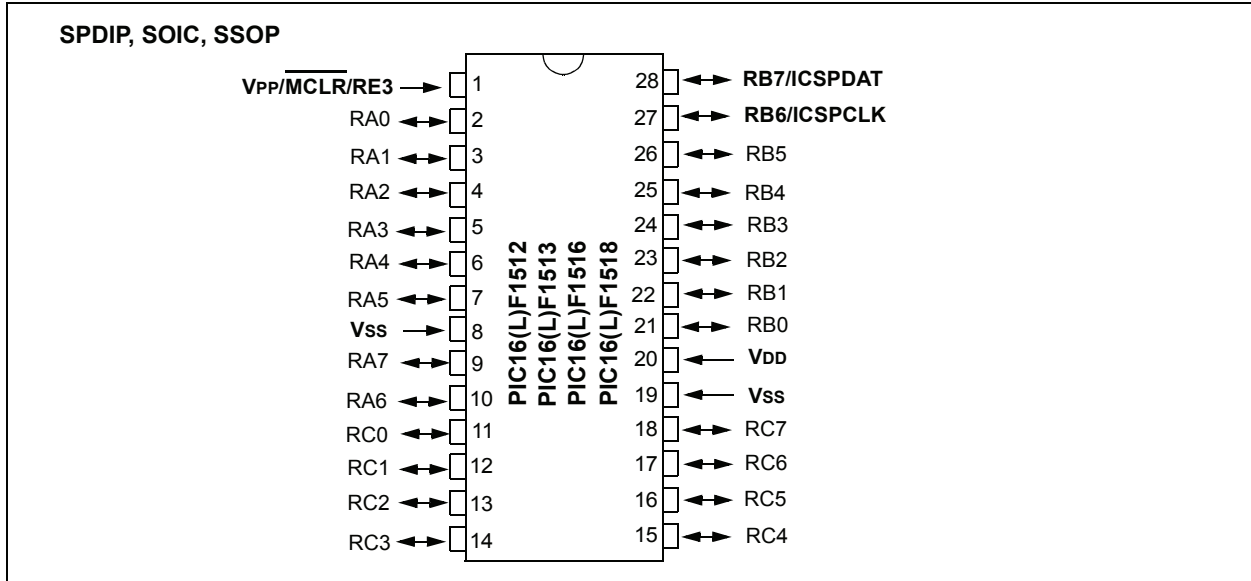 SPDIP, SOIC, SSOP
VPP/MCLR/RE3 1 28 RB7/ICSPDAT
RA0 2 27 RB6/ICSPCLK
RA1 3 26 RB5
RA2 4 25 RB4
RA3 5 24 RB3
RA4 6 23 RB2
RA5 7 22 RB1
VSS 8 21 RB0
RA7 9 20 VDD
RA6 10 19 VSS
RC0 11 18 RC7
RC1 12 17 RC6
RC2 13 16 RC5
RC3 14 15 RC4
PIC16(L)F1512
PIC16(L)F1513
PIC16(L)F1516
PIC16(L)F1518